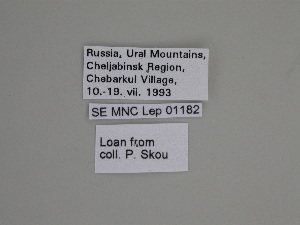 Russia, Ural Mountains,
Cheljabinsk Region,
Chebarkul Village,
10.-19. vii. 1993
SE MNC Lep 01182
Loan from
coll. P. Skou